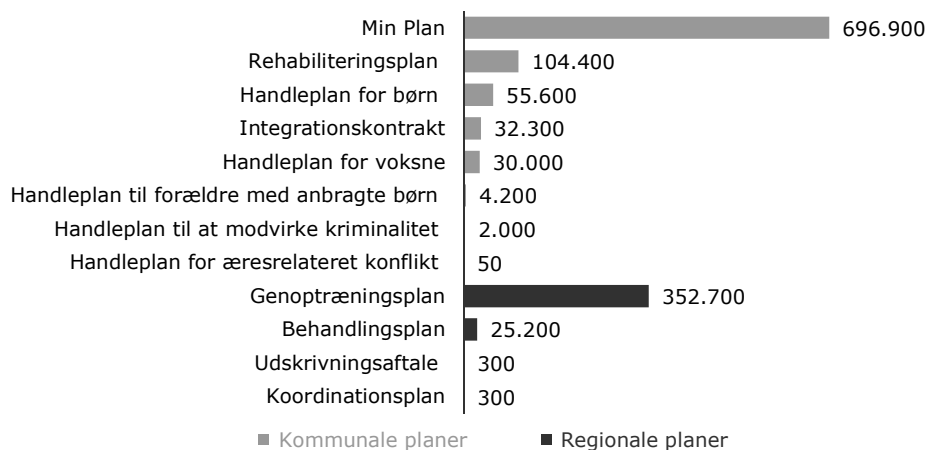 Min Plan 696.900
Rehabiliteringsplan 104.400
Handleplan for børn 55.600
Integrationskontrakt 32.300
Handleplan for voksne 30.000
Handleplan til forældre med anbragte børn 4.200
Handleplan til at modvirke kriminalitet 2.000
Handleplan for æresrelateret konflikt 50
Genoptræningsplan 352.700
Behandlingsplan 25.200
Udskrivningsaftale 300
Koordinationsplan 300
Kommunale planer Regionale planer